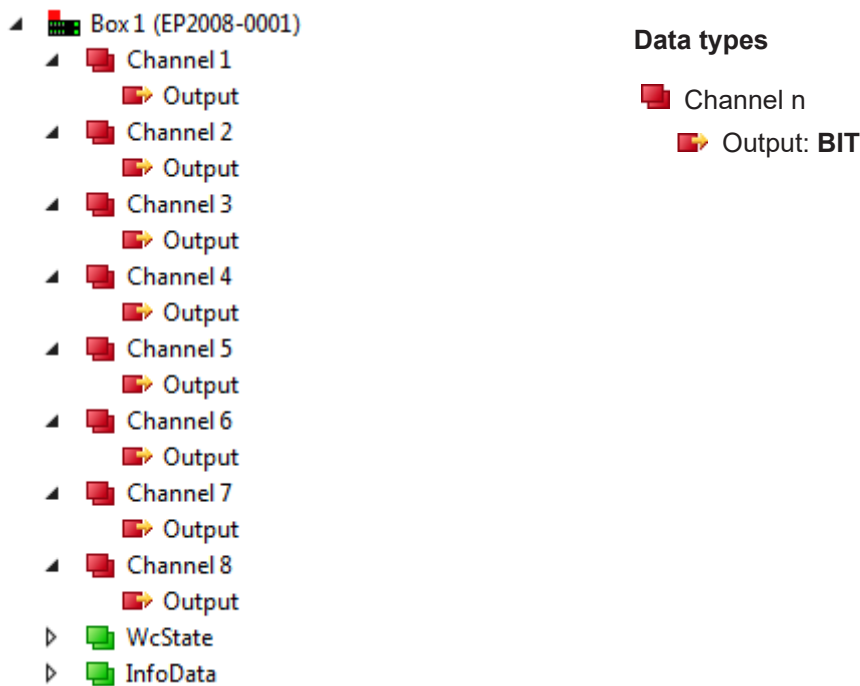 Box 1 (EP2008-0001)
Channel 1
Output
Channel 2
Output
Channel 3
Output
Channel 4
Output
Channel 5
Output
Channel 6
Output
Channel 7
Output
Channel 8
Output
WcState
InfoData
Data types
Channel n
Output: BIT